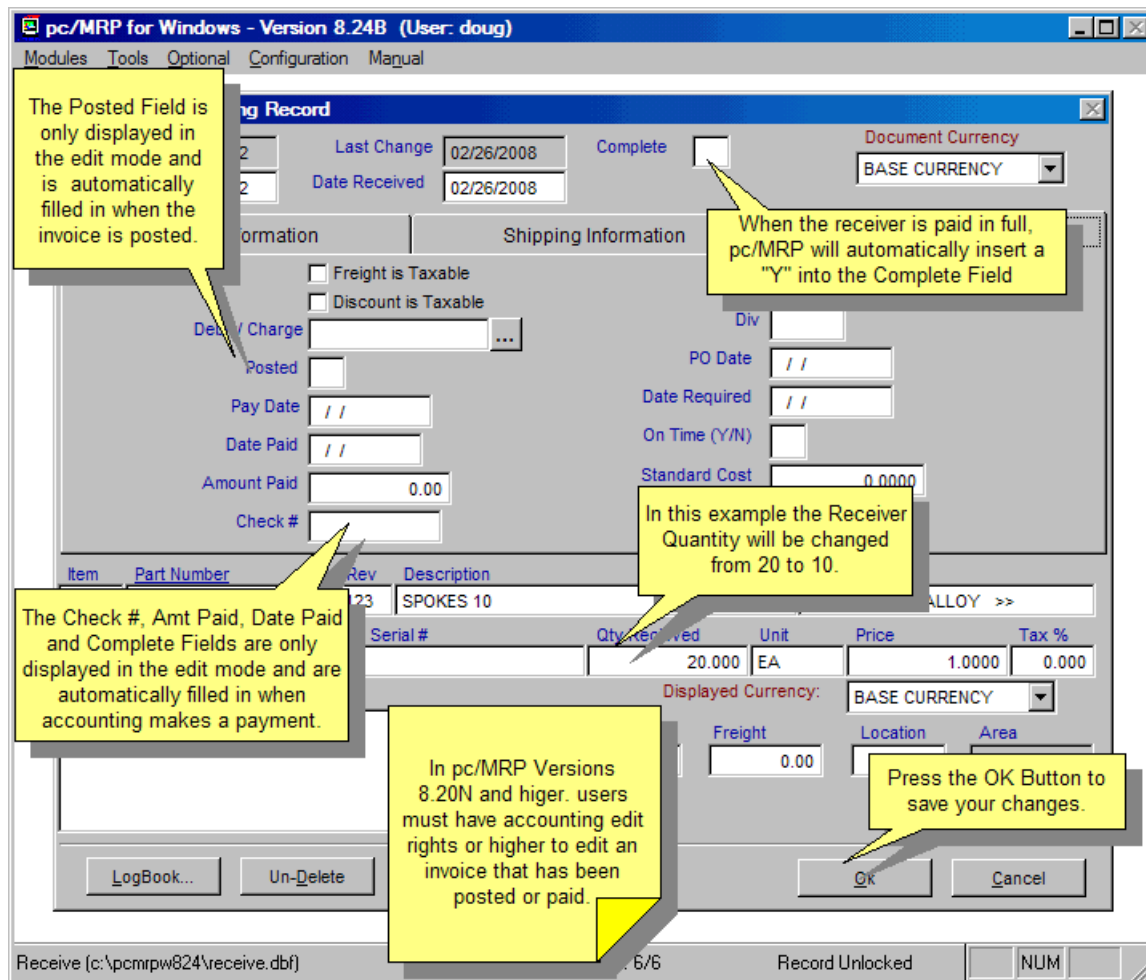 pc/MRP for Windows - Version 8.24B (User: doug)
Modules Tools Optional Configuration Manual
The Posted Field is
only displayed in
the edit mode and
is automatically
filled in when the
invoice is posted.
ng Record
2 Last Change 02/26/2008 Complete Document Currency
2 Date Received 02/26/2008 BASE CURRENCY
When the receiver is paid in full,
pc/MRP will automatically insert a
"Y" into the Complete Field
formation Shipping Information
Freight is Taxable
Discount is Taxable
Debit / Charge ... Div
Posted PO Date / /
Pay Date / / Date Required / /
Date Paid / / On Time (Y/N)
Amount Paid 0.00 Standard Cost 0.0000
Check #
In this example the Receiver
Quantity will be changed
from 20 to 10.
Item Part Number Rev Description
123 SPOKES 10 ALLOY >>
The Check #, Amt Paid, Date Paid
and Complete Fields are only
displayed in the edit mode and are
automatically filled in when
accounting makes a payment.
Serial # Qty Received Unit Price Tax %
20.000 EA 1.0000 0.000
Displayed Currency: BASE CURRENCY
Freight Location Area
0.00
In pc/MRP Versions
8.20N and higer. users
must have accounting edit
rights or higher to edit an
invoice that has been
posted or paid.
Press the OK Button to
save your changes.
LogBook... Un-Delete Ok Cancel
Receive (c:\pcmrpw824\receive.dbf) : 6/6 Record Unlocked NUM